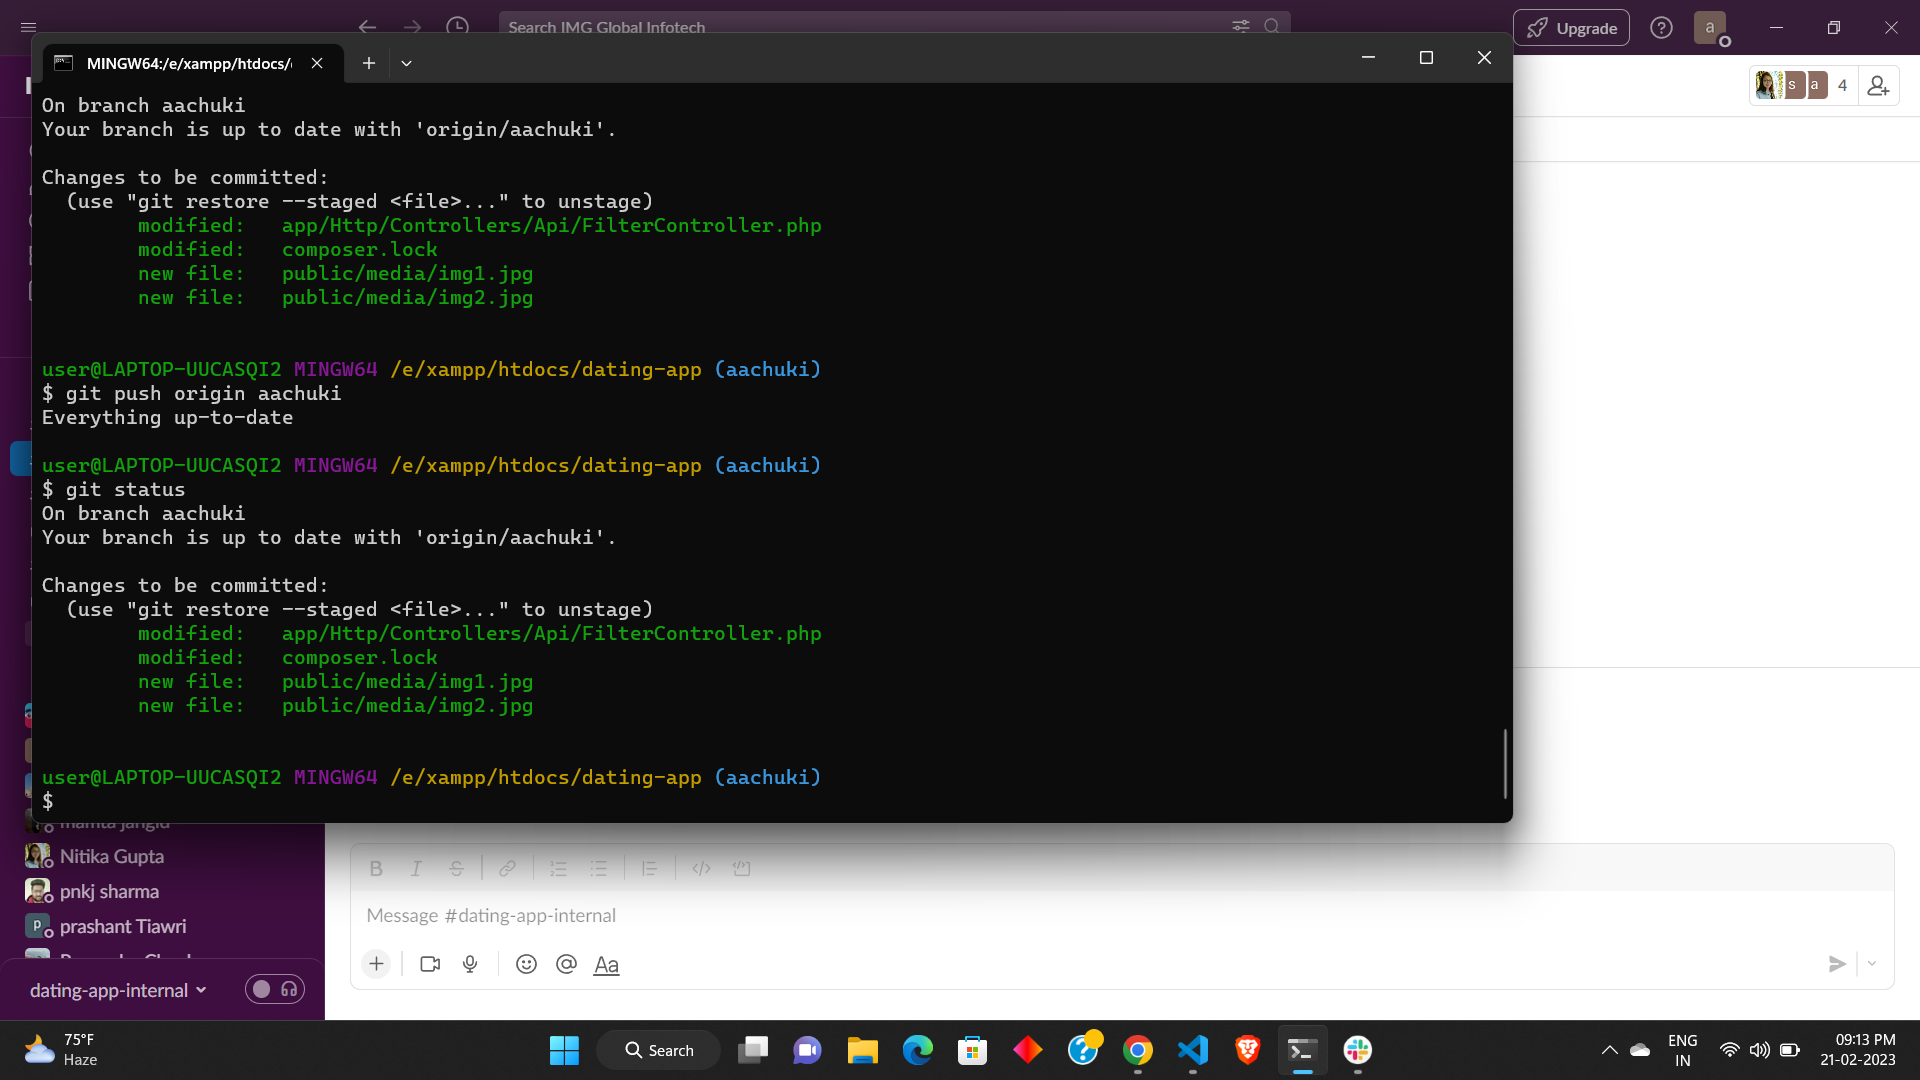 Search IMG Global Infotech
Upgrade
a
MINGW64:/e/xampp/htdocs/
s a 4
On branch aachuki
Your branch is up to date with 'origin/aachuki'.
Changes to be committed:
(use "git restore --staged <file>..." to unstage)
modified: app/Http/Controllers/Api/FilterController.php
modified: composer.lock
new file: public/media/img1.jpg
new file: public/media/img2.jpg
user@LAPTOP-UUCASQI2 MINGW64 /e/xampp/htdocs/dating-app (aachuki)
$ git push origin aachuki
Everything up-to-date
user@LAPTOP-UUCASQI2 MINGW64 /e/xampp/htdocs/dating-app (aachuki)
$ git status
On branch aachuki
Your branch is up to date with 'origin/aachuki'.
Changes to be committed:
(use "git restore --staged <file>..." to unstage)
modified: app/Http/Controllers/Api/FilterController.php
modified: composer.lock
new file: public/media/img1.jpg
new file: public/media/img2.jpg
user@LAPTOP-UUCASQI2 MINGW64 /e/xampp/htdocs/dating-app (aachuki)
$
mamta jangid
Nitika Gupta
pnkj sharma
P prashant Tiawri
dating-app-internal
Message #dating-app-internal
Aa
75°F
Haze
Search
ENG
IN
09:13 PM
21-02-2023